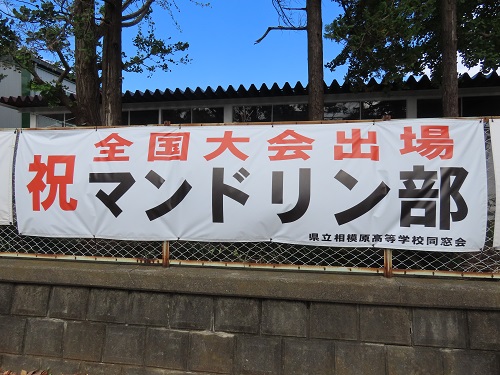 祝
全国大会出場
マンドリン部
県立相模原高等学校同窓会